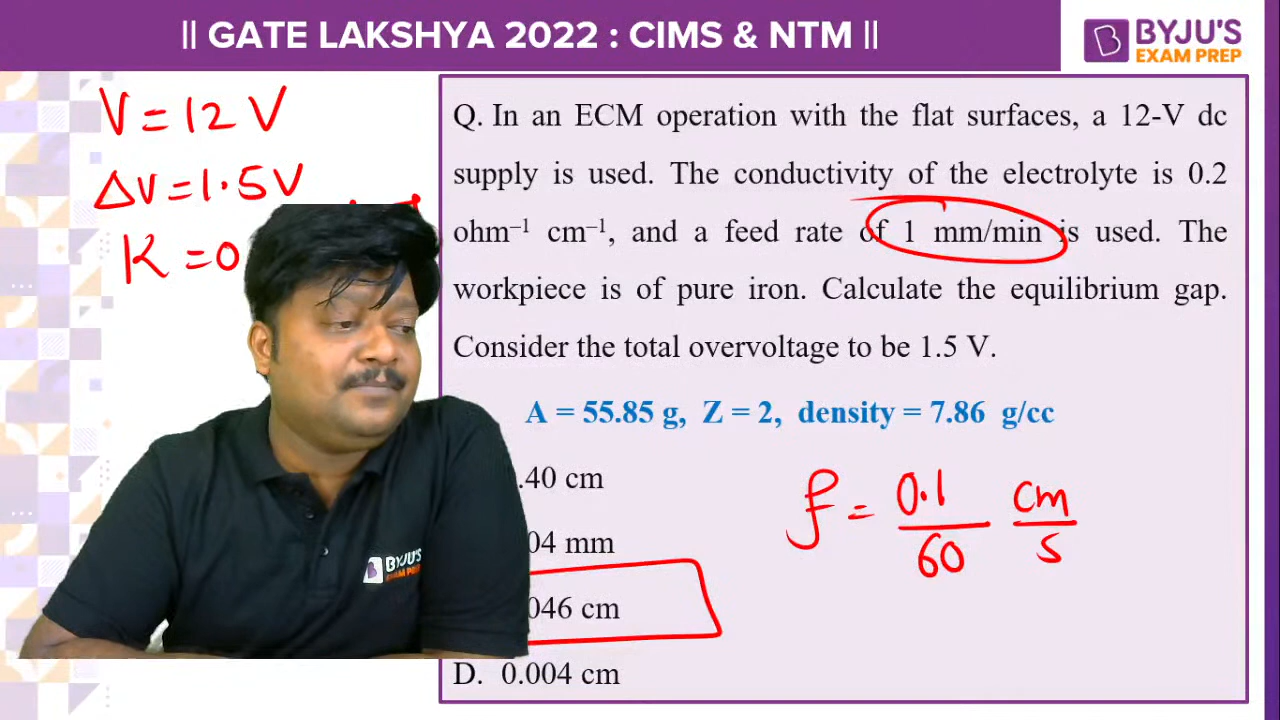 || GATE LAKSHYA 2022 : CIMS & NTM ||
BYJU'S
EXAM PREP
V = 12 V
ΔV = 1.5V
K = 0
Q. In an ECM operation with the flat surfaces, a 12-V dc
supply is used. The conductivity of the electrolyte is 0.2
ohm⁻¹ cm⁻¹, and a feed rate of 1 mm/min is used. The
workpiece is of pure iron. Calculate the equilibrium gap.
Consider the total overvoltage to be 1.5 V.
A = 55.85 g, Z = 2, density = 7.86 g/cc
.40 cm
04 mm
046 cm
D. 0.004 cm
f = 0.1/60 cm/s
BYJU'S
EXAM PREP